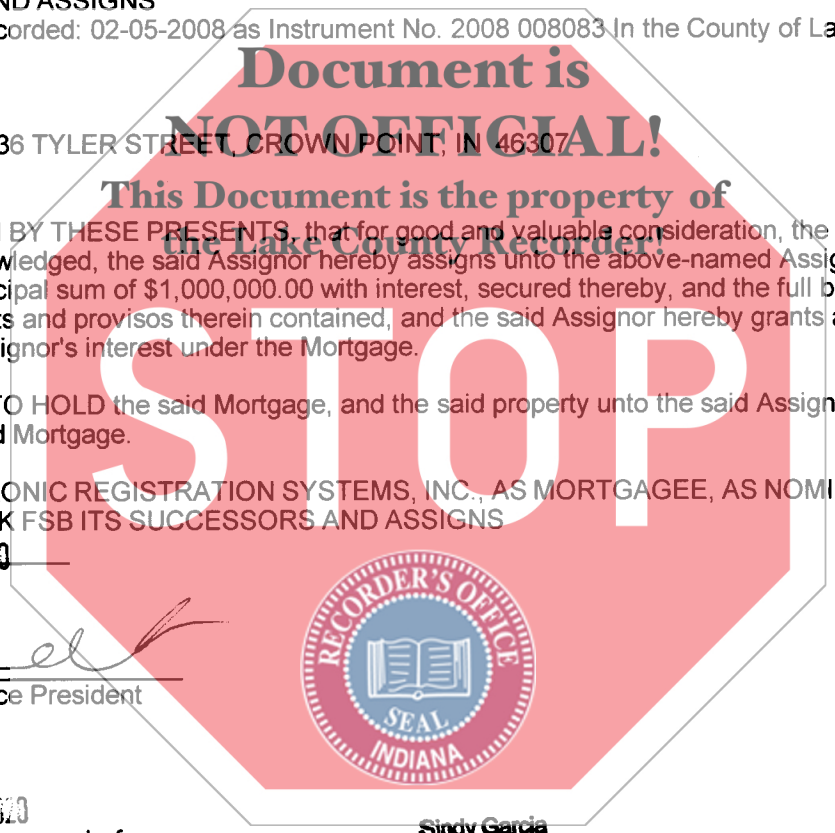 ND ASSIGNS
corded: 02-05-2008 as Instrument No. 2008 008083 In the County of La
Document is
NOT OFFICIAL!
36 TYLER STREET, CROWN POINT, IN 46307
This Document is the property of
the Lake County Recorder!
BY THESE PRESENTS, that for good and valuable consideration, the
wledged, the said Assignor hereby assigns unto the above-named Assig
cipal sum of $1,000,000.00 with interest, secured thereby, and the full b
s and provisos therein contained, and the said Assignor hereby grants a
ignor's interest under the Mortgage.
STOP
TO HOLD the said Mortgage, and the said property unto the said Assign
d Mortgage.
ONIC REGISTRATION SYSTEMS, INC., AS MORTGAGEE, AS NOMI
K FSB ITS SUCCESSORS AND ASSIGNS
RECORDER'S OFFICE
SEAL
INDIANA
ce President
Sindy Garcia